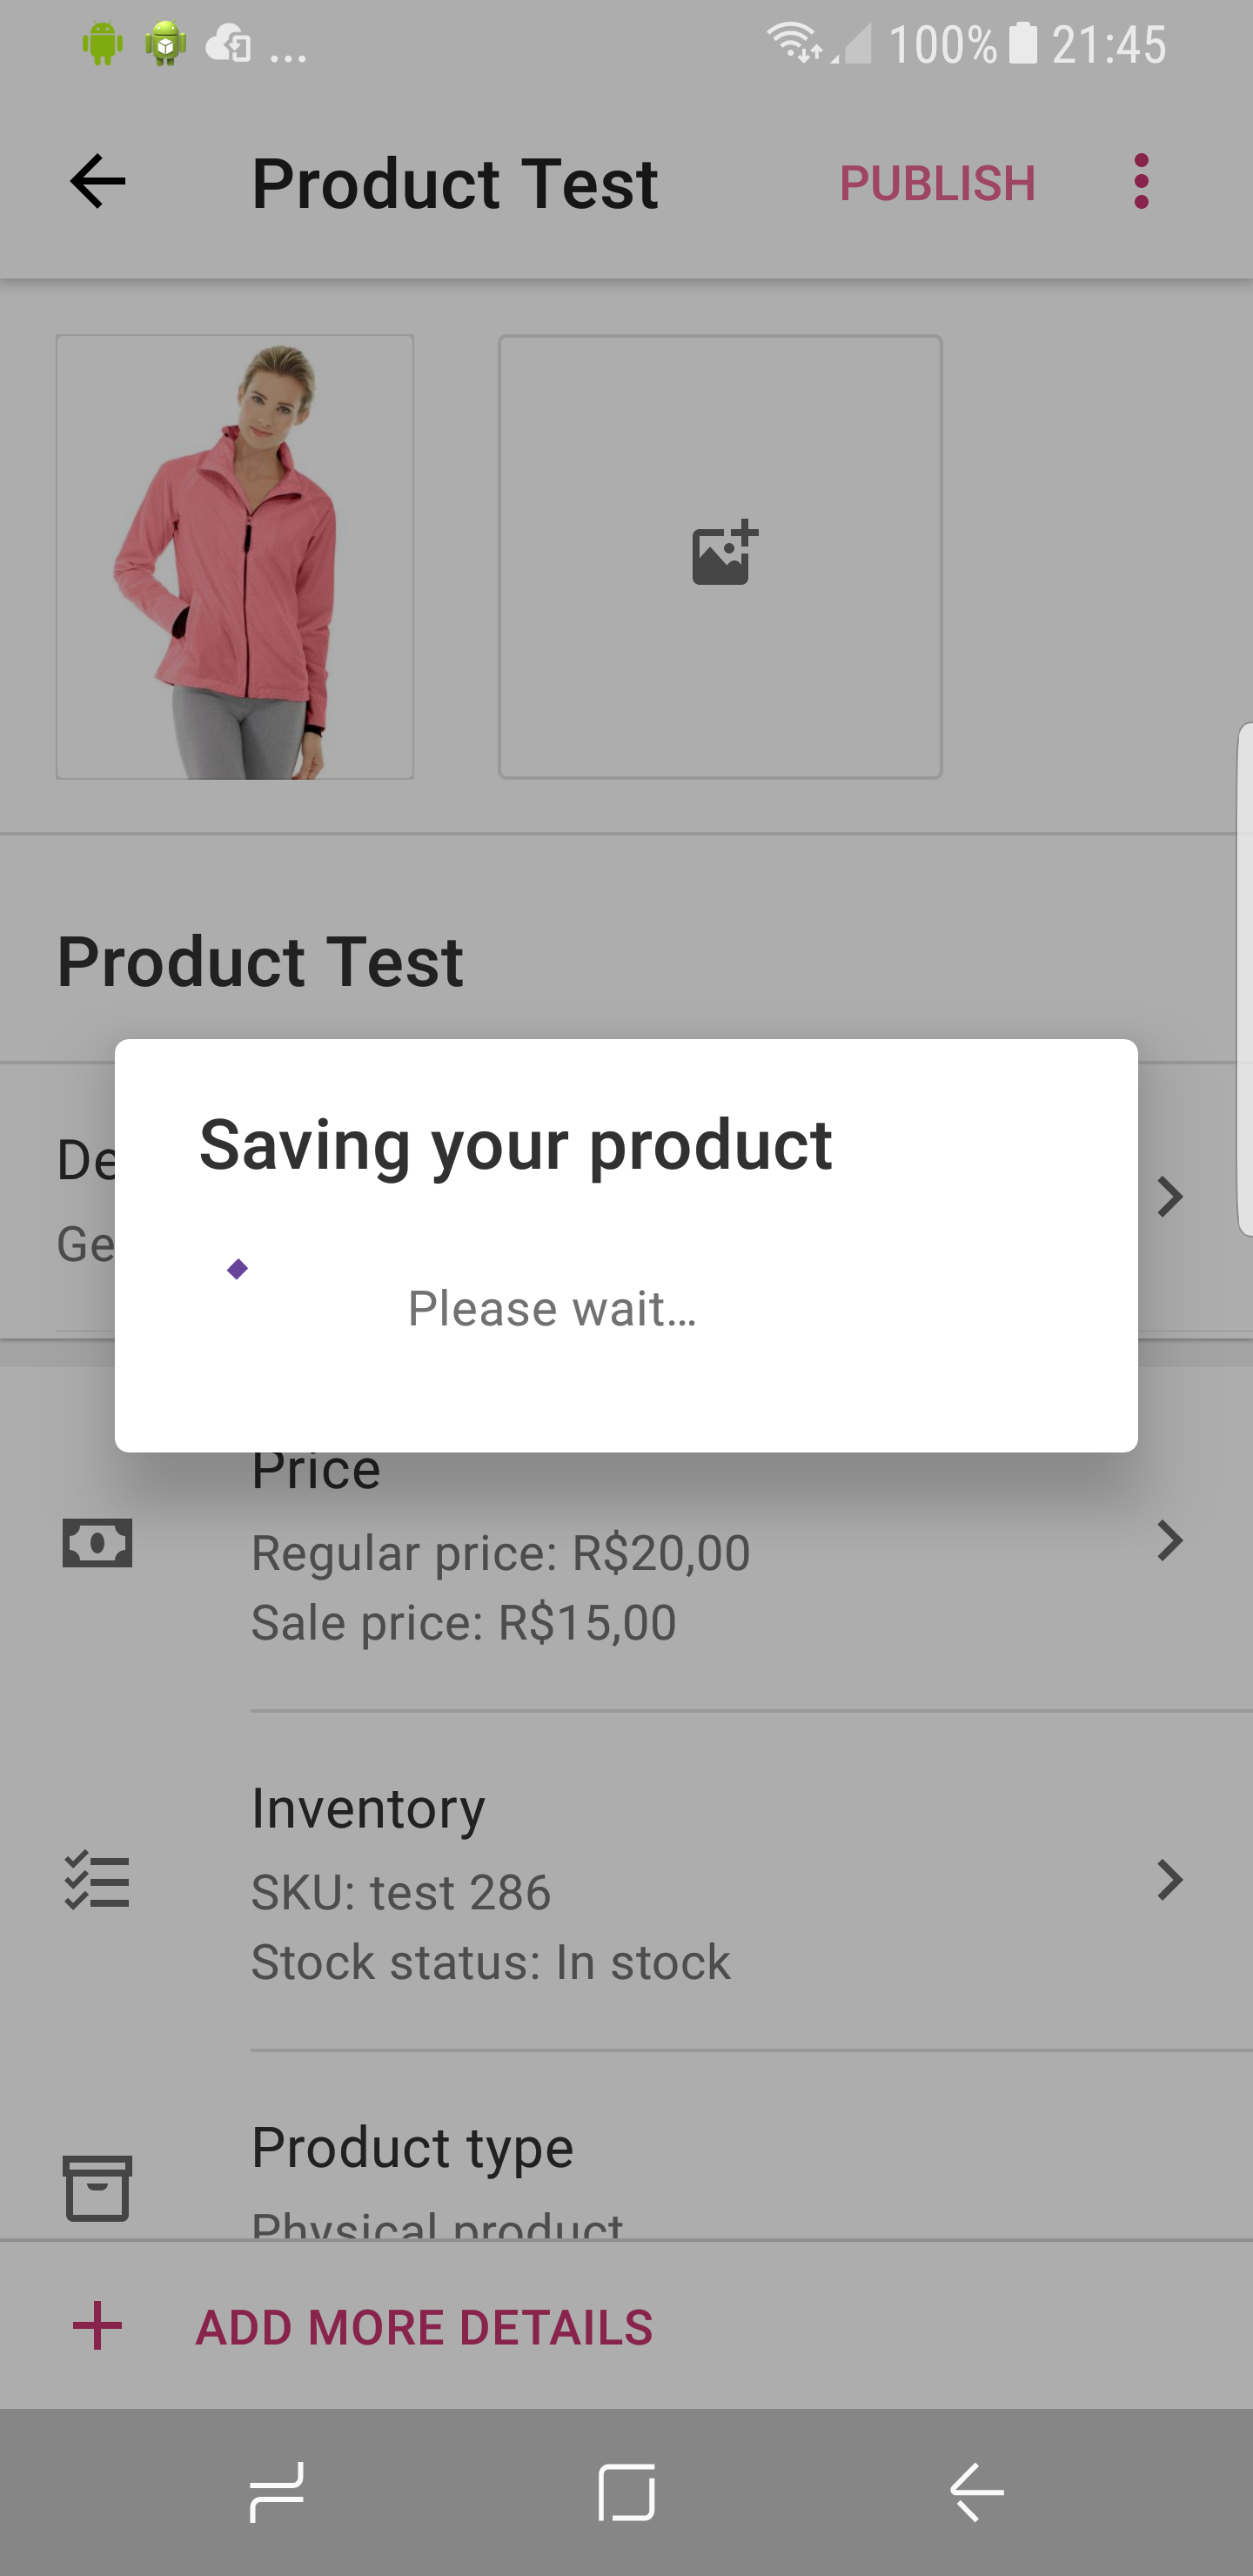 ... 100% 21:45
Product Test PUBLISH
Product Test
De
Ge
Saving your product
Please wait…
Price
Regular price: R$20,00
Sale price: R$15,00
Inventory
SKU: test 286
Stock status: In stock
Product type
Physical product
ADD MORE DETAILS